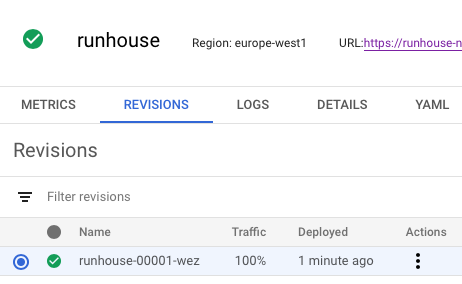 runhouse Region: europe-west1 URL:https://runhouse-n
METRICS REVISIONS LOGS DETAILS YAML
Revisions
Filter revisions
Name Traffic Deployed Actions
runhouse-00001-wez 100% 1 minute ago